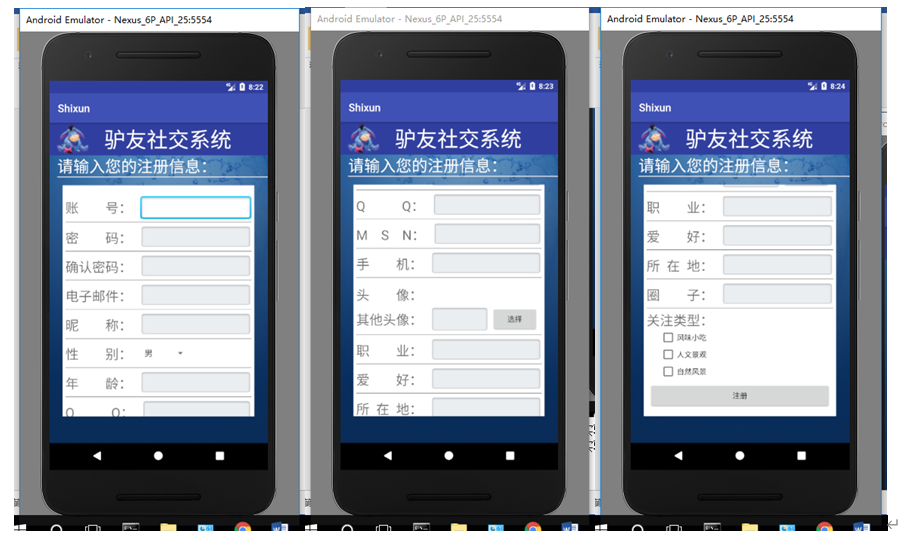 Android Emulator - Nexus_6P_API_25:5554
8:22
Shixun
驴友社交系统
请输入您的注册信息：
账 号：
密 码：
确认密码：
电子邮件：
昵 称：
性 别： 男
年 龄：
Q Q：
Android Emulator - Nexus_6P_API_25:5554
8:23
Shixun
驴友社交系统
请输入您的注册信息：
Q Q：
M S N：
手 机：
头 像：
其他头像： 选择
职 业：
爱 好：
所 在 地：
Android Emulator - Nexus_6P_API_25:5554
8:24
Shixun
驴友社交系统
请输入您的注册信息：
职 业：
爱 好：
所 在 地：
圈 子：
关注类型：
风味小吃
人文景观
自然风景
注册